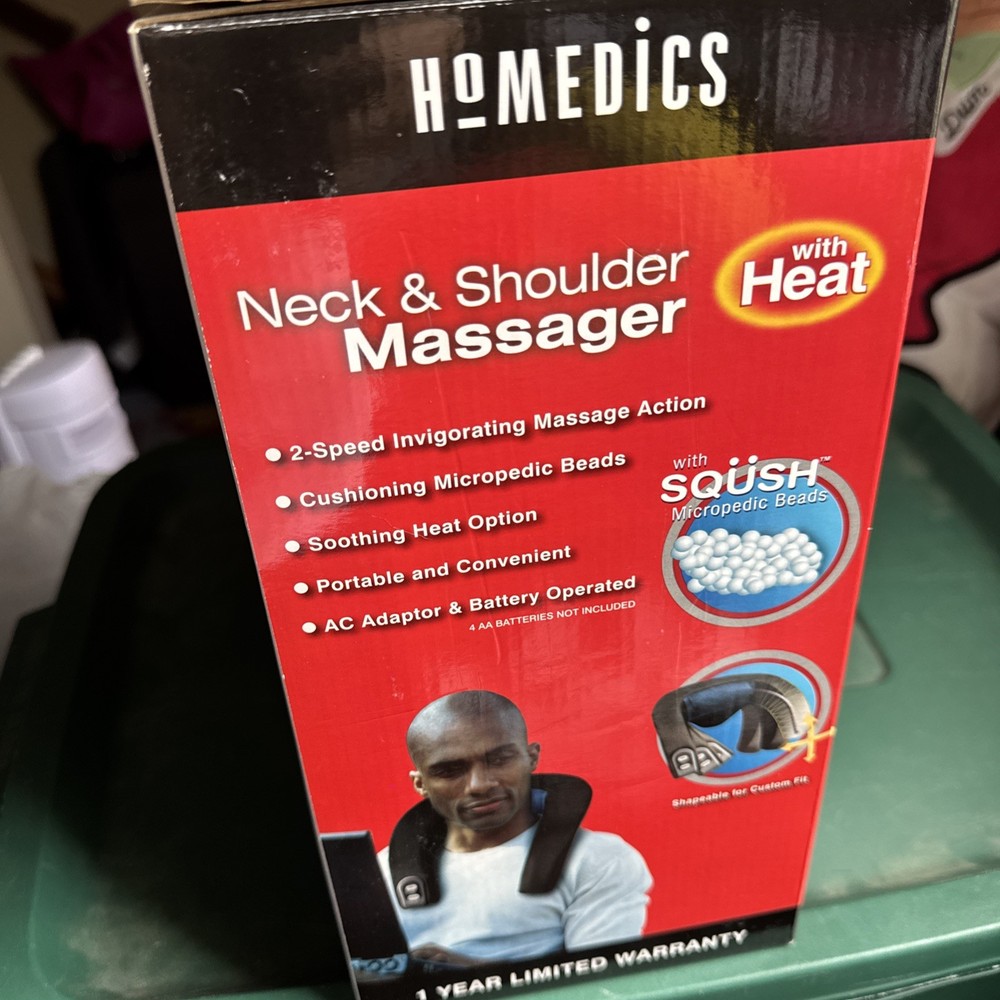 HoMEDiCS
Neck & Shoulder
Massager
with
Heat
• 2-Speed Invigorating Massage Action
• Cushioning Micropedic Beads
• Soothing Heat Option
• Portable and Convenient
• AC Adaptor & Battery Operated
4 AA BATTERIES NOT INCLUDED
with
SQÜSH™
Micropedic Beads
Shapeable for Custom Fit
1 YEAR LIMITED WARRANTY